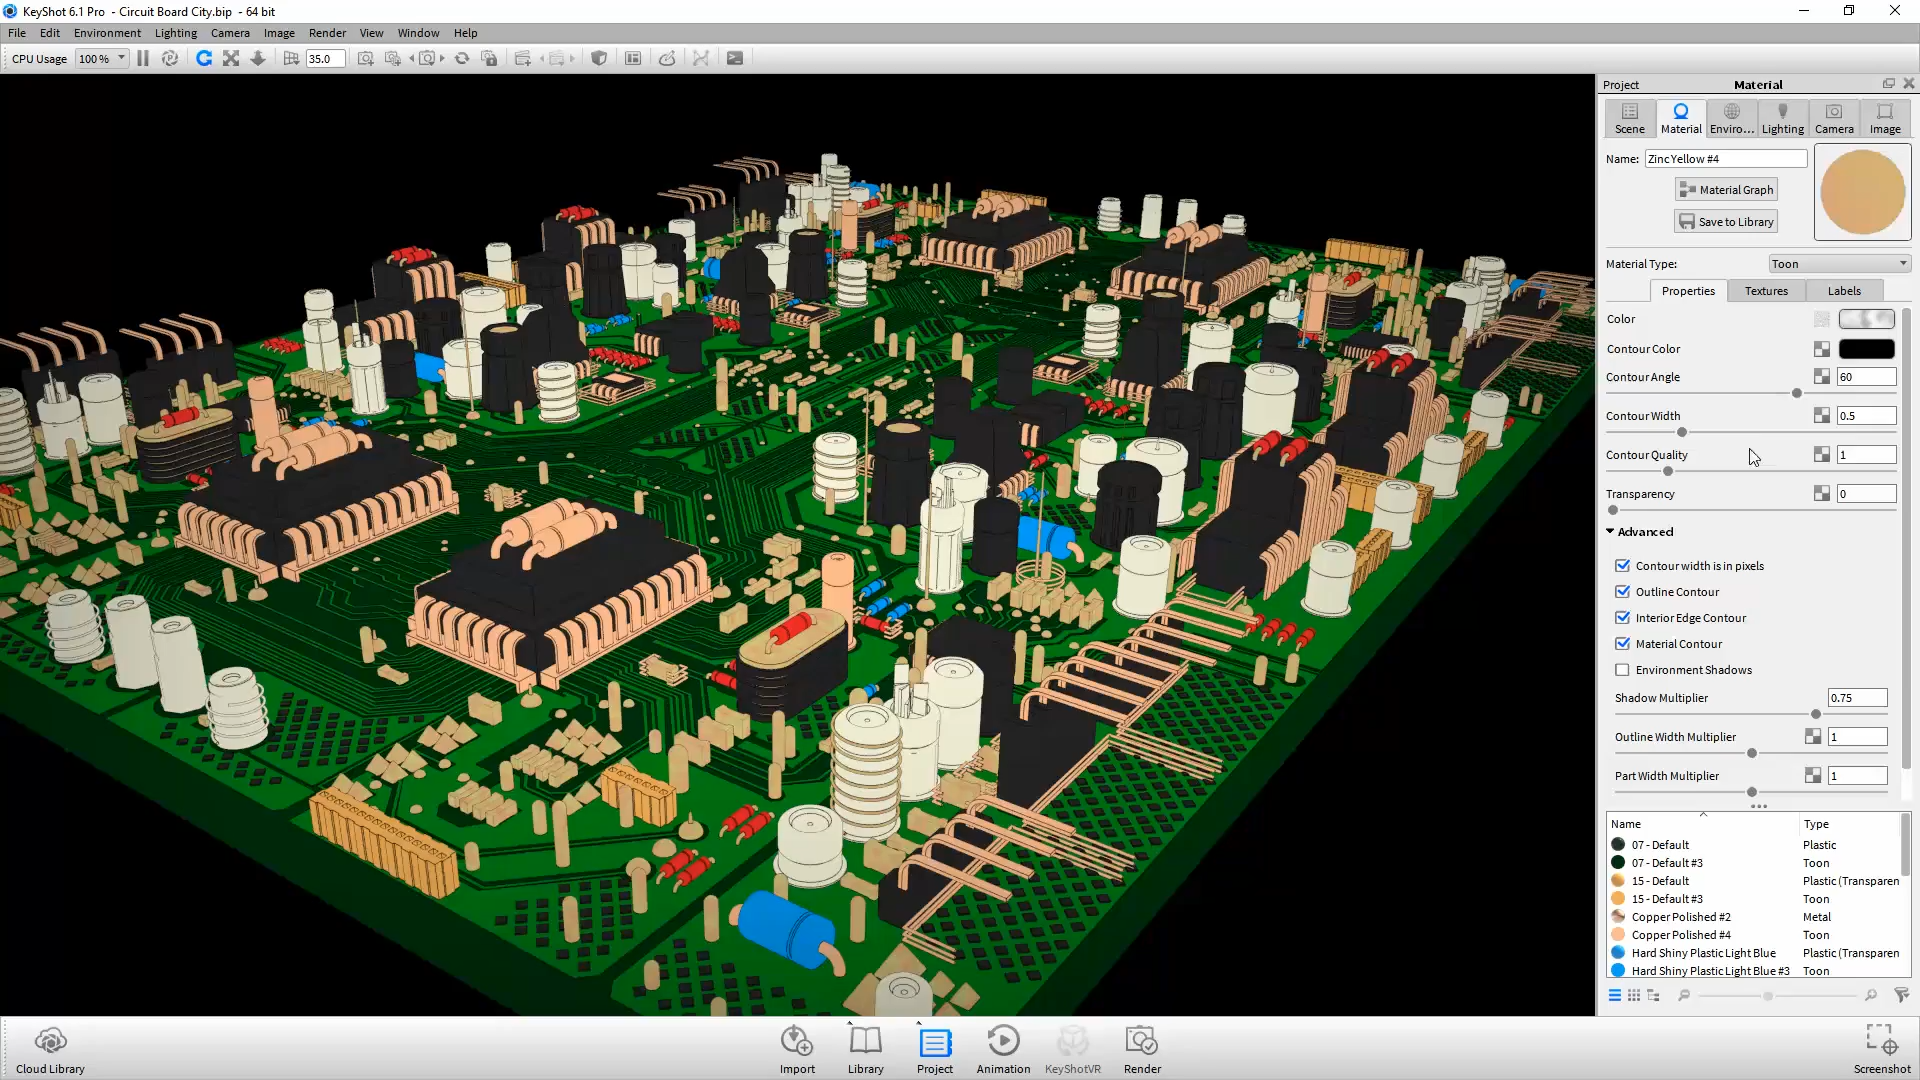 KeyShot 6.1 Pro - Circuit Board City.bip - 64 bit
File Edit Environment Lighting Camera Image Render View Window Help
CPU Usage 100 % 35.0
Project Material
Scene Material Enviro... Lighting Camera Image
Name: Zinc Yellow #4
Material Graph
Save to Library
Material Type: Toon
Properties Textures Labels
Color
Contour Color
Contour Angle 60
Contour Width 0.5
Contour Quality 1
Transparency 0
Advanced
Contour width is in pixels
Outline Contour
Interior Edge Contour
Material Contour
Environment Shadows
Shadow Multiplier 0.75
Outline Width Multiplier 1
Part Width Multiplier 1
Name Type
07 - Default Plastic
07 - Default #3 Toon
15 - Default Plastic (Transparen
15 - Default #3 Toon
Copper Polished #2 Metal
Copper Polished #4 Toon
Hard Shiny Plastic Light Blue Plastic (Transparen
Hard Shiny Plastic Light Blue #3 Toon
Cloud Library Import Library Project Animation KeyShotVR Render Screenshot